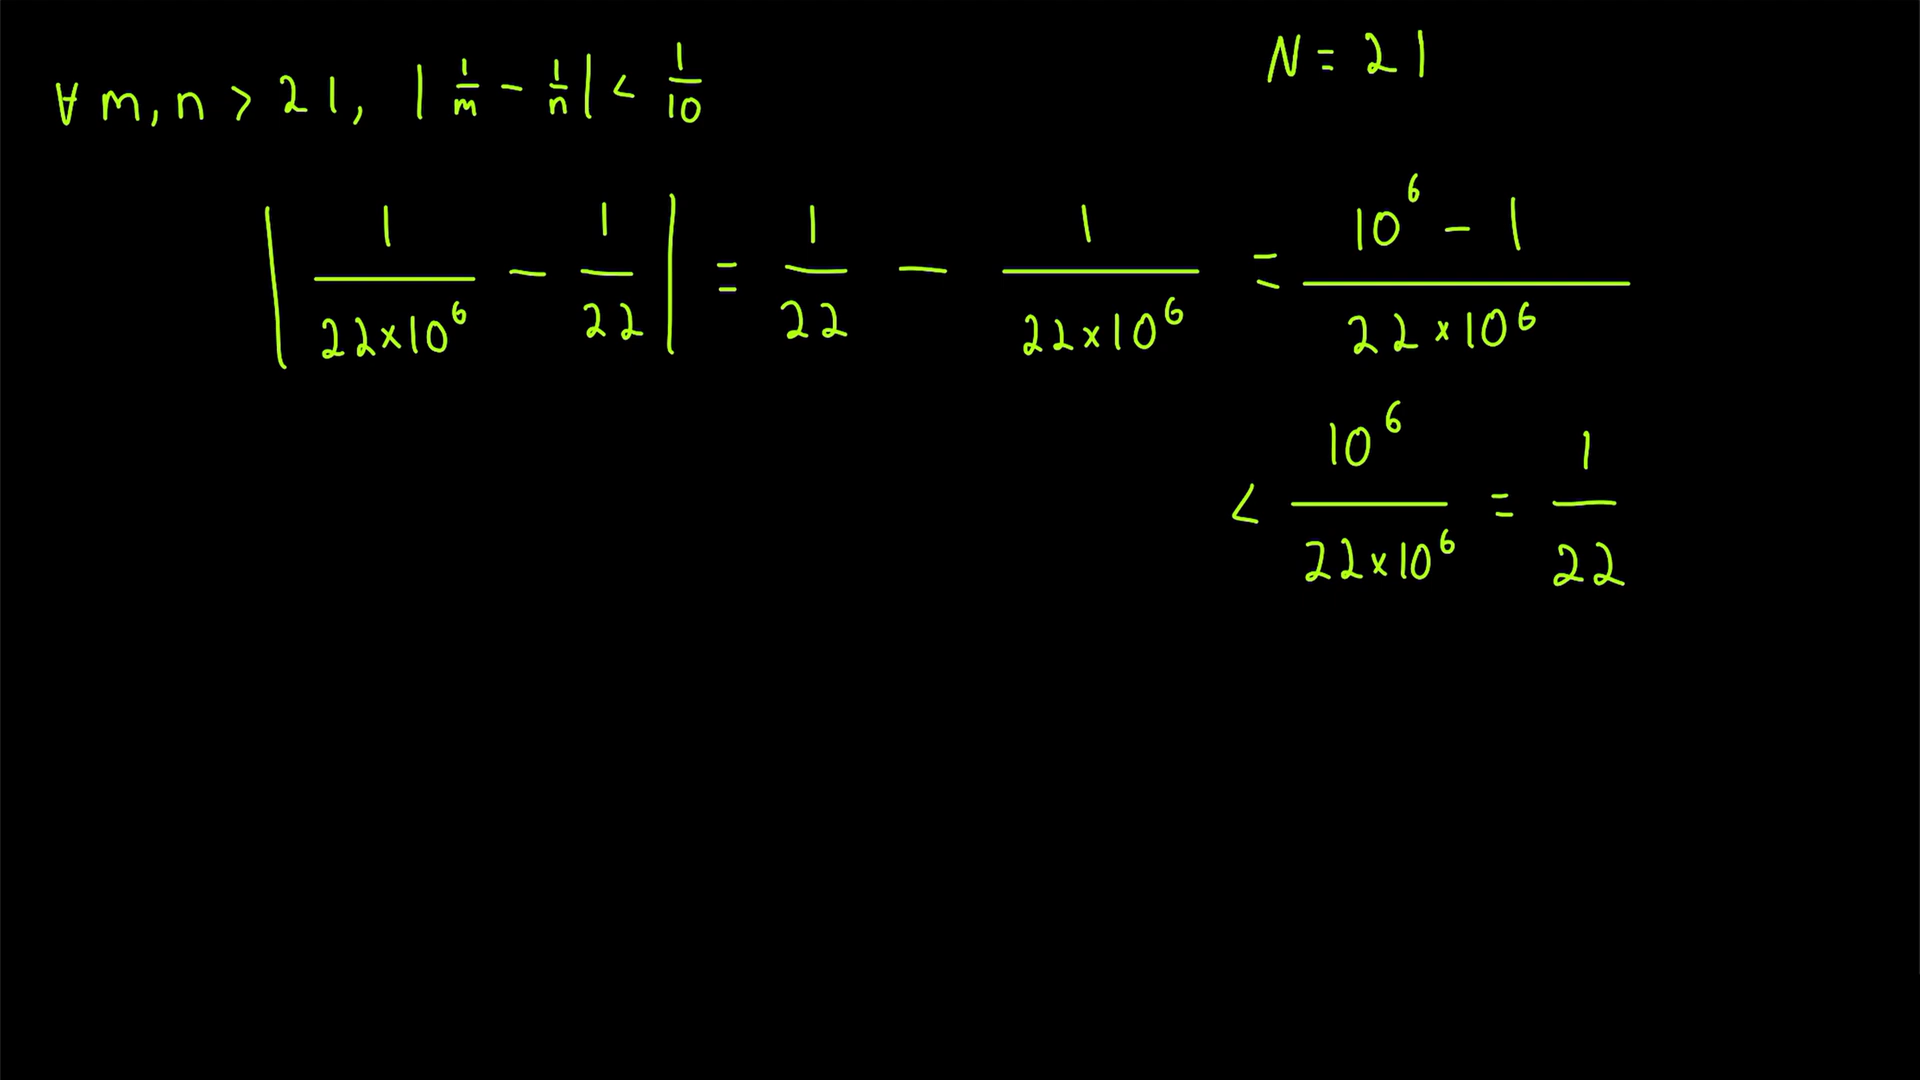 ∀ m, n > 21, | 1/m - 1/n | < 1/10
N = 21
| 1/(22×10⁶) - 1/22 | = 1/22 - 1/(22×10⁶) = (10⁶ - 1)/(22×10⁶)
< 10⁶/(22×10⁶) = 1/22